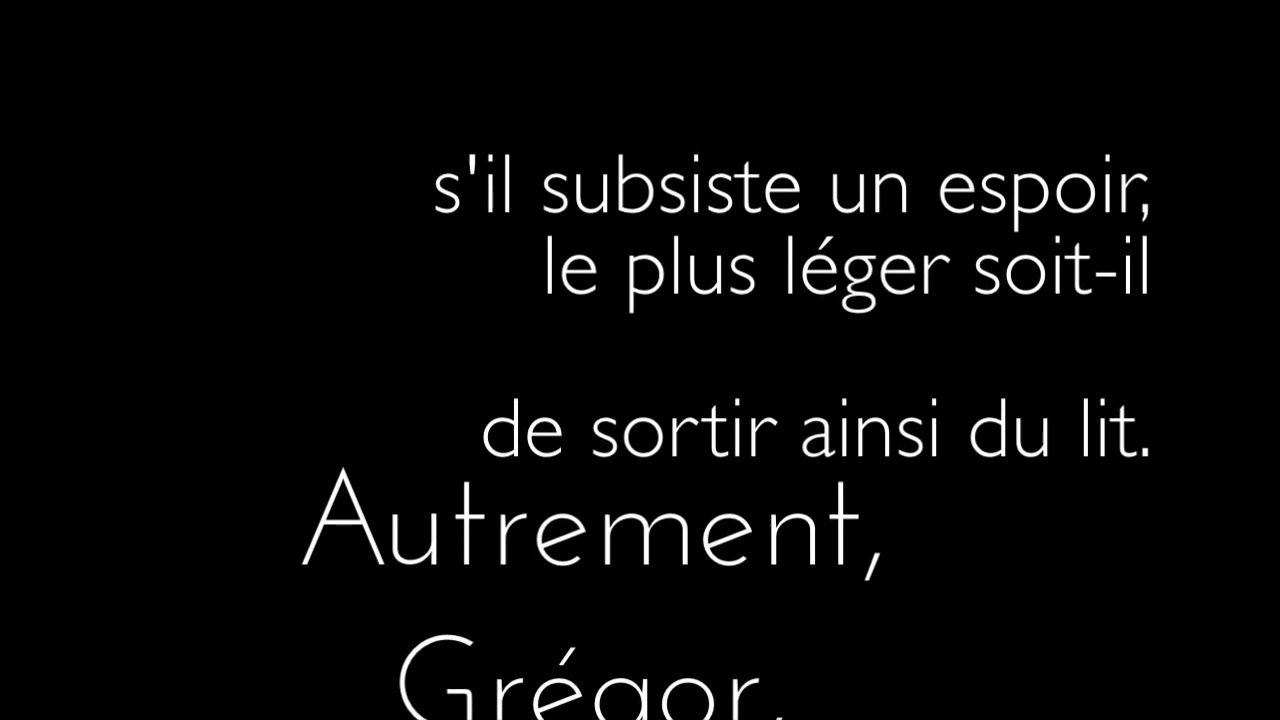 s'il subsiste un espoir,
le plus léger soit-il
de sortir ainsi du lit.
Autrement,
Grégor,